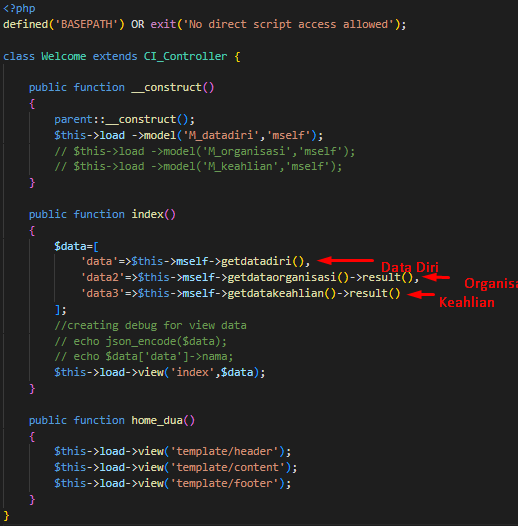 <?php
defined('BASEPATH') OR exit('No direct script access allowed');
class Welcome extends CI_Controller {
public function __construct()
{
parent::__construct();
$this->load ->model('M_datadiri','mself');
// $this->load ->model('M_organisasi','mself');
// $this->load ->model('M_keahlian','mself');
}
public function index()
{
$data=[
'data'=>$this->mself->getdatadiri(), Data Diri
'data2'=>$this->mself->getdataorganisasi()->result(), Organisa
'data3'=>$this->mself->getdatakeahlian()->result() Keahlian
];
//creating debug for view data
// echo json_encode($data);
// echo $data['data']->nama;
$this->load->view('index',$data);
}
public function home_dua()
{
$this->load->view('template/header');
$this->load->view('template/content');
$this->load->view('template/footer');
}
}